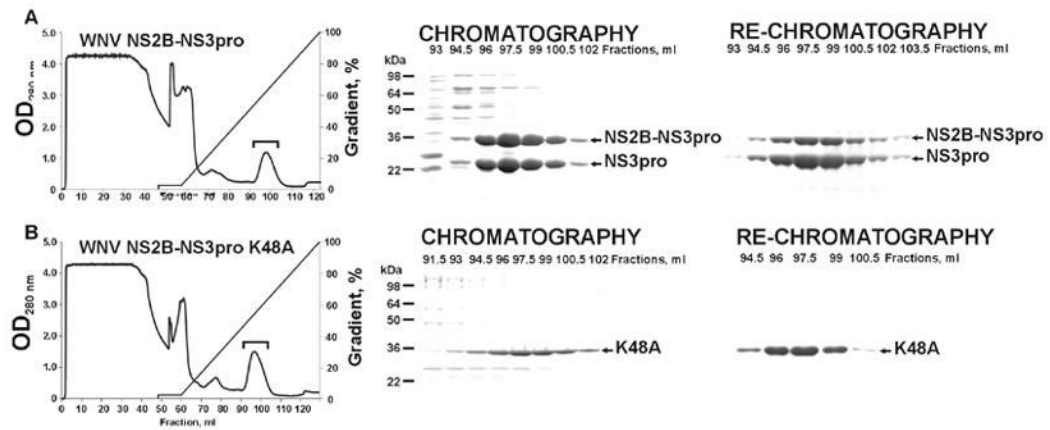 A
WNV NS2B-NS3pro
OD280 nm
5.0
4.0
3.0
2.0
1.0
0
0 10 20 30 40 50 60 70 80 90 100 110 120
100
80
60
40
20
0
Gradient, %
CHROMATOGRAPHY
93 94.5 96 97.5 99 100.5 102 Fractions, ml
kDa
98
64
50
36
22
NS2B-NS3pro
NS3pro
RE-CHROMATOGRAPHY
93 94.5 96 97.5 99 100.5 102 103.5 Fractions, ml
NS2B-NS3pro
NS3pro
B
WNV NS2B-NS3pro K48A
OD280 nm
5.0
4.0
3.0
2.0
1.0
0
0 10 20 30 40 50 60 70 80 90 100 110 120
Fraction, ml
100
80
60
40
20
0
Gradient, %
CHROMATOGRAPHY
91.5 93 94.5 96 97.5 99 100.5 102 Fractions, ml
kDa
98
64
50
36
22
K48A
RE-CHROMATOGRAPHY
94.5 96 97.5 99 100.5 Fractions, ml
K48A